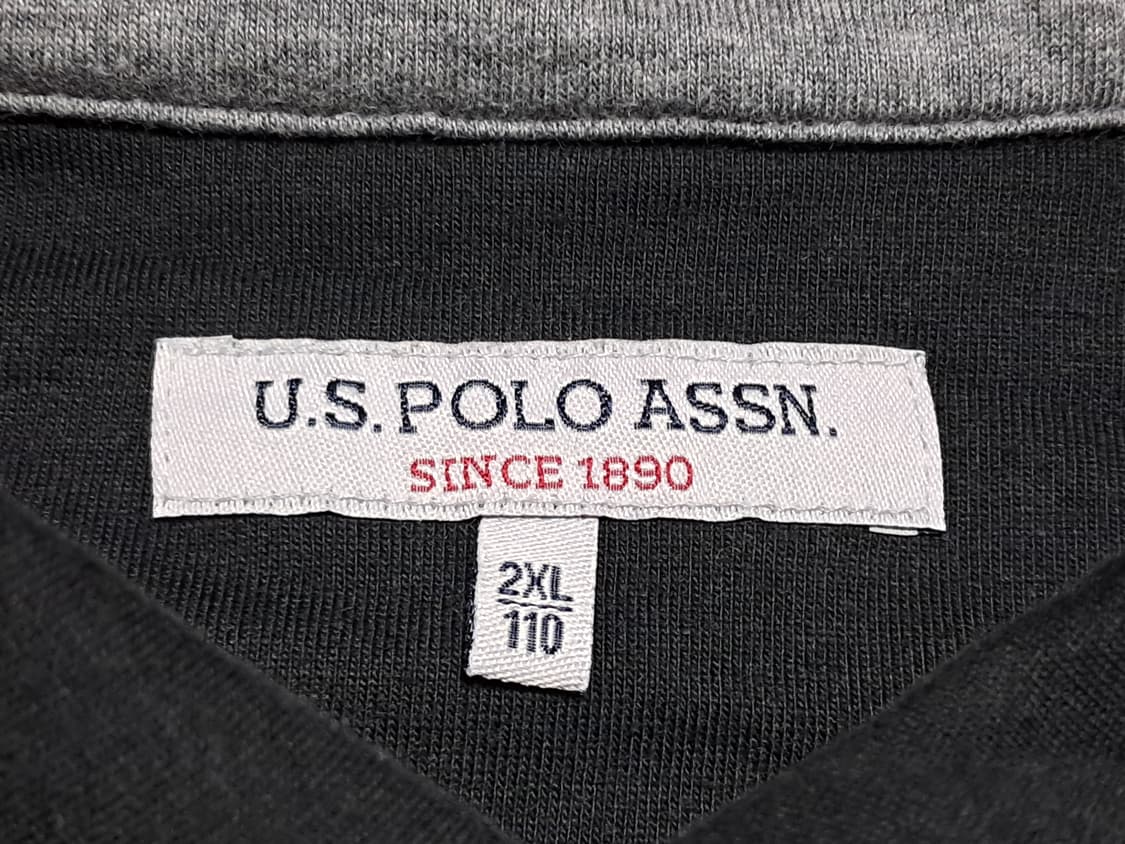 U.S. POLO ASSN.
SINCE 1890
2XL
110